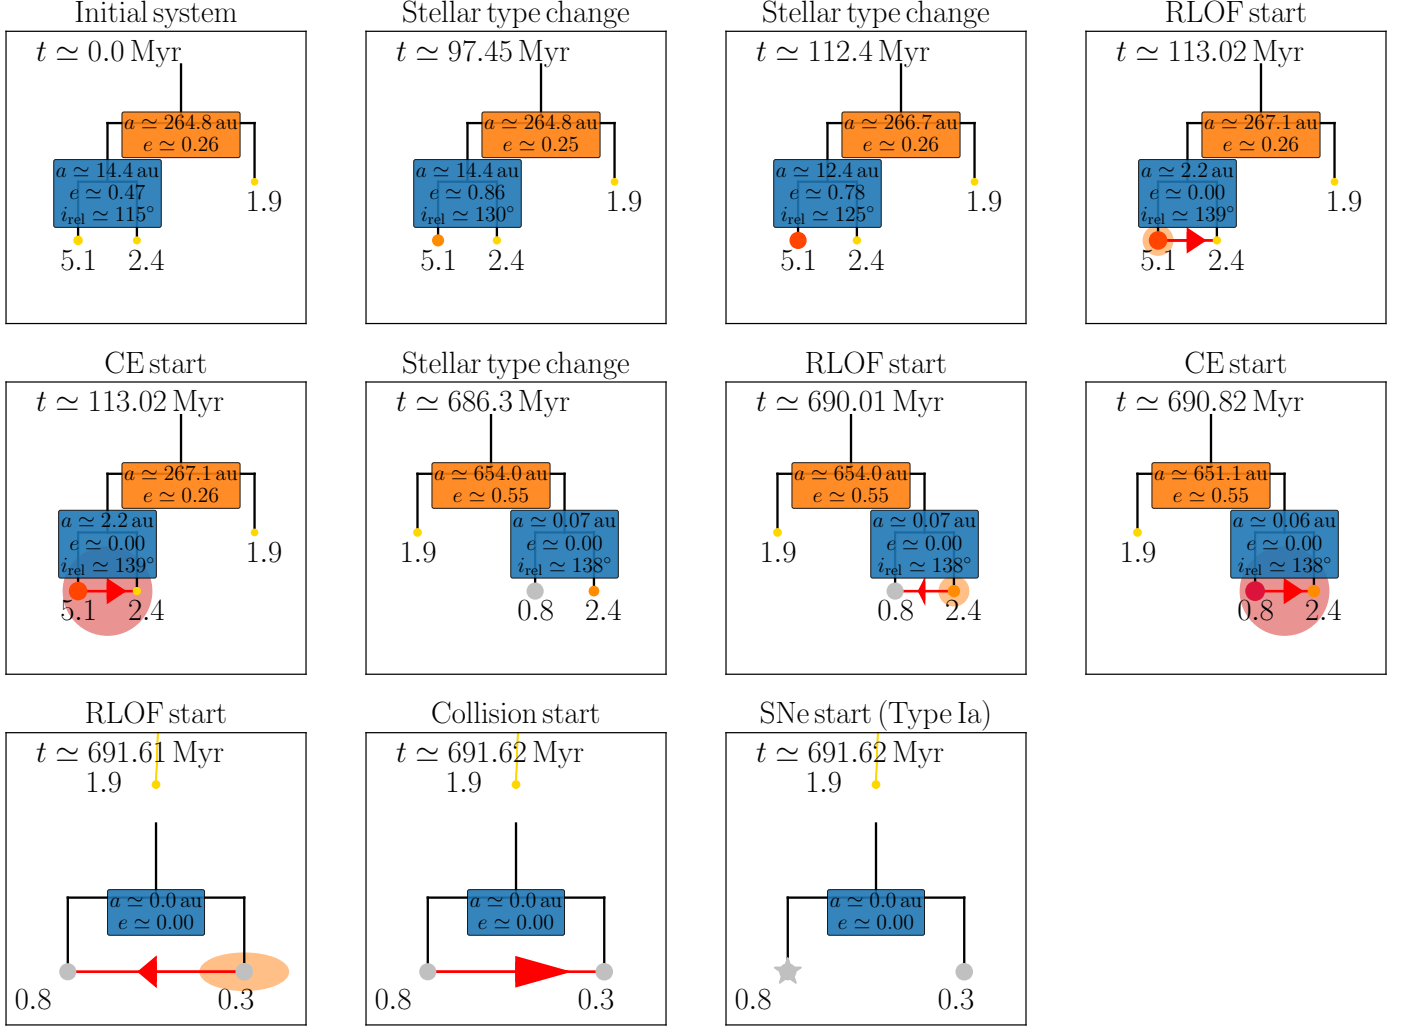 Initial system
t ≃ 0.0 Myr
a ≃ 264.8 au
e ≃ 0.26
a ≃ 14.4 au
e ≃ 0.47
i_rel ≃ 115°
1.9
5.1 2.4
Stellar type change
t ≃ 97.45 Myr
a ≃ 264.8 au
e ≃ 0.25
a ≃ 14.4 au
e ≃ 0.86
i_rel ≃ 130°
1.9
5.1 2.4
Stellar type change
t ≃ 112.4 Myr
a ≃ 266.7 au
e ≃ 0.26
a ≃ 12.4 au
e ≃ 0.78
i_rel ≃ 125°
1.9
5.1 2.4
RLOF start
t ≃ 113.02 Myr
a ≃ 267.1 au
e ≃ 0.26
a ≃ 2.2 au
e ≃ 0.00
i_rel ≃ 139°
1.9
5.1 2.4
CE start
t ≃ 113.02 Myr
a ≃ 267.1 au
e ≃ 0.26
a ≃ 2.2 au
e ≃ 0.00
i_rel ≃ 139°
1.9
5.1 2.4
Stellar type change
t ≃ 686.3 Myr
a ≃ 654.0 au
e ≃ 0.55
a ≃ 0.07 au
e ≃ 0.00
i_rel ≃ 138°
1.9
0.8 2.4
RLOF start
t ≃ 690.01 Myr
a ≃ 654.0 au
e ≃ 0.55
a ≃ 0.07 au
e ≃ 0.00
i_rel ≃ 138°
1.9
0.8 2.4
CE start
t ≃ 690.82 Myr
a ≃ 651.1 au
e ≃ 0.55
a ≃ 0.06 au
e ≃ 0.00
i_rel ≃ 138°
1.9
0.8 2.4
RLOF start
t ≃ 691.61 Myr
1.9
a ≃ 0.0 au
e ≃ 0.00
0.8 0.3
Collision start
t ≃ 691.62 Myr
1.9
a ≃ 0.0 au
e ≃ 0.00
0.8 0.3
SNe start (Type Ia)
t ≃ 691.62 Myr
1.9
a ≃ 0.0 au
e ≃ 0.00
0.8 0.3